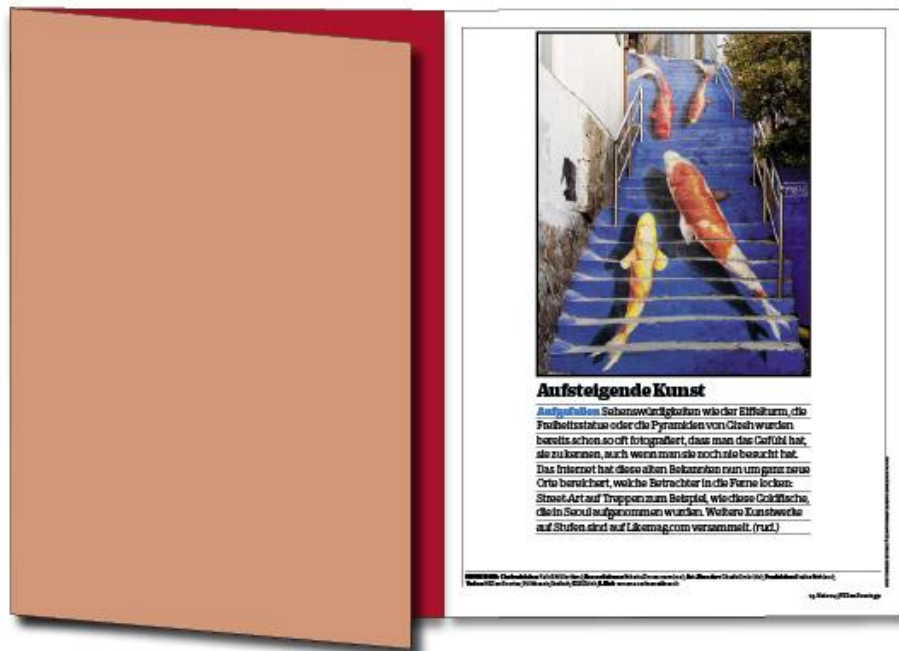 Aufsteigende Kunst
Aufgefallen Sehenswürdigkeiten wie der Eiffelturm, die
Freiheitsstatue oder die Pyramiden von Gizeh wurden
bereits schon so oft fotografiert, dass man das Gefühl hat,
sie zu kennen, auch wenn man sie noch nie besucht hat.
Das Internet hat diese alten Bekannten nun um ganz neue
Orte bereichert, welche Betrachter in die Ferne locken:
Street-Art auf Treppen zum Beispiel, wie diese Goldfische,
die in Seoul aufgenommen wurden. Weitere Kunstwerke
auf Stufen sind auf Likemag.com versammelt. (rud.)